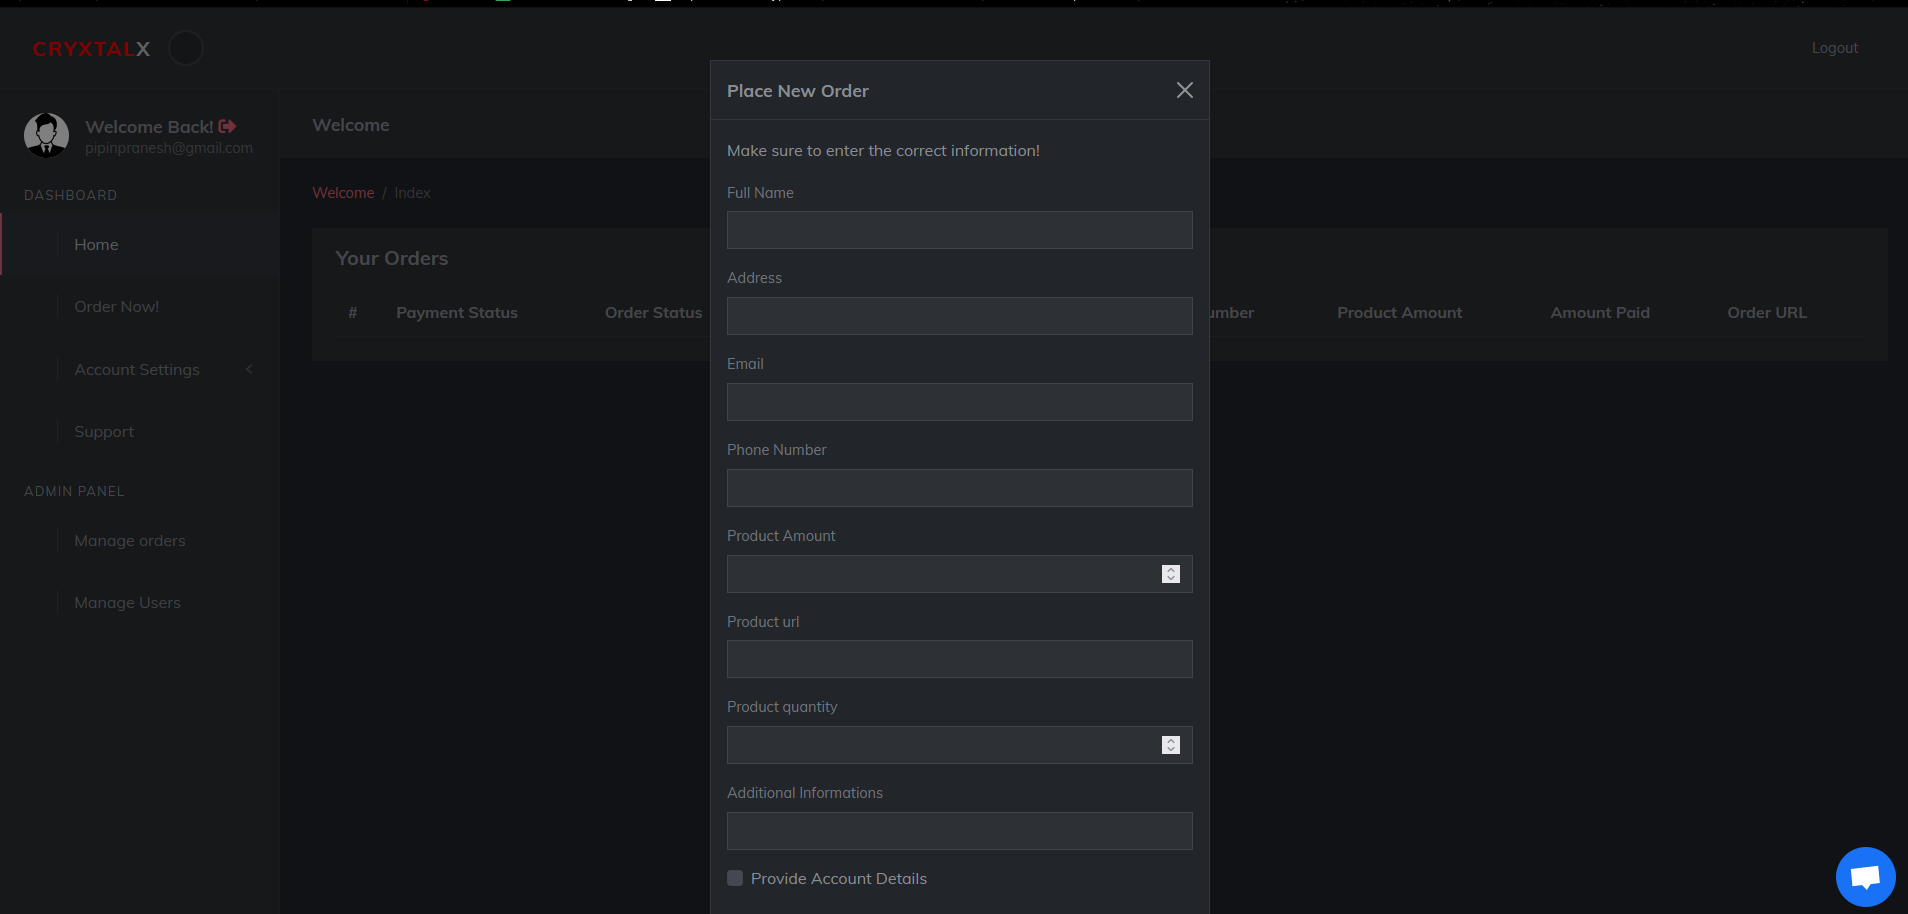 CRYXTALX
Logout
Welcome Back!
pipinpranesh@gmail.com
DASHBOARD
Home
Order Now!
Account Settings
Support
ADMIN PANEL
Manage orders
Manage Users
Welcome
Welcome / Index
Your Orders
# Payment Status Order Status umber Product Amount Amount Paid Order URL
Place New Order
Make sure to enter the correct information!
Full Name
Address
Email
Phone Number
Product Amount
Product url
Product quantity
Additional Informations
Provide Account Details